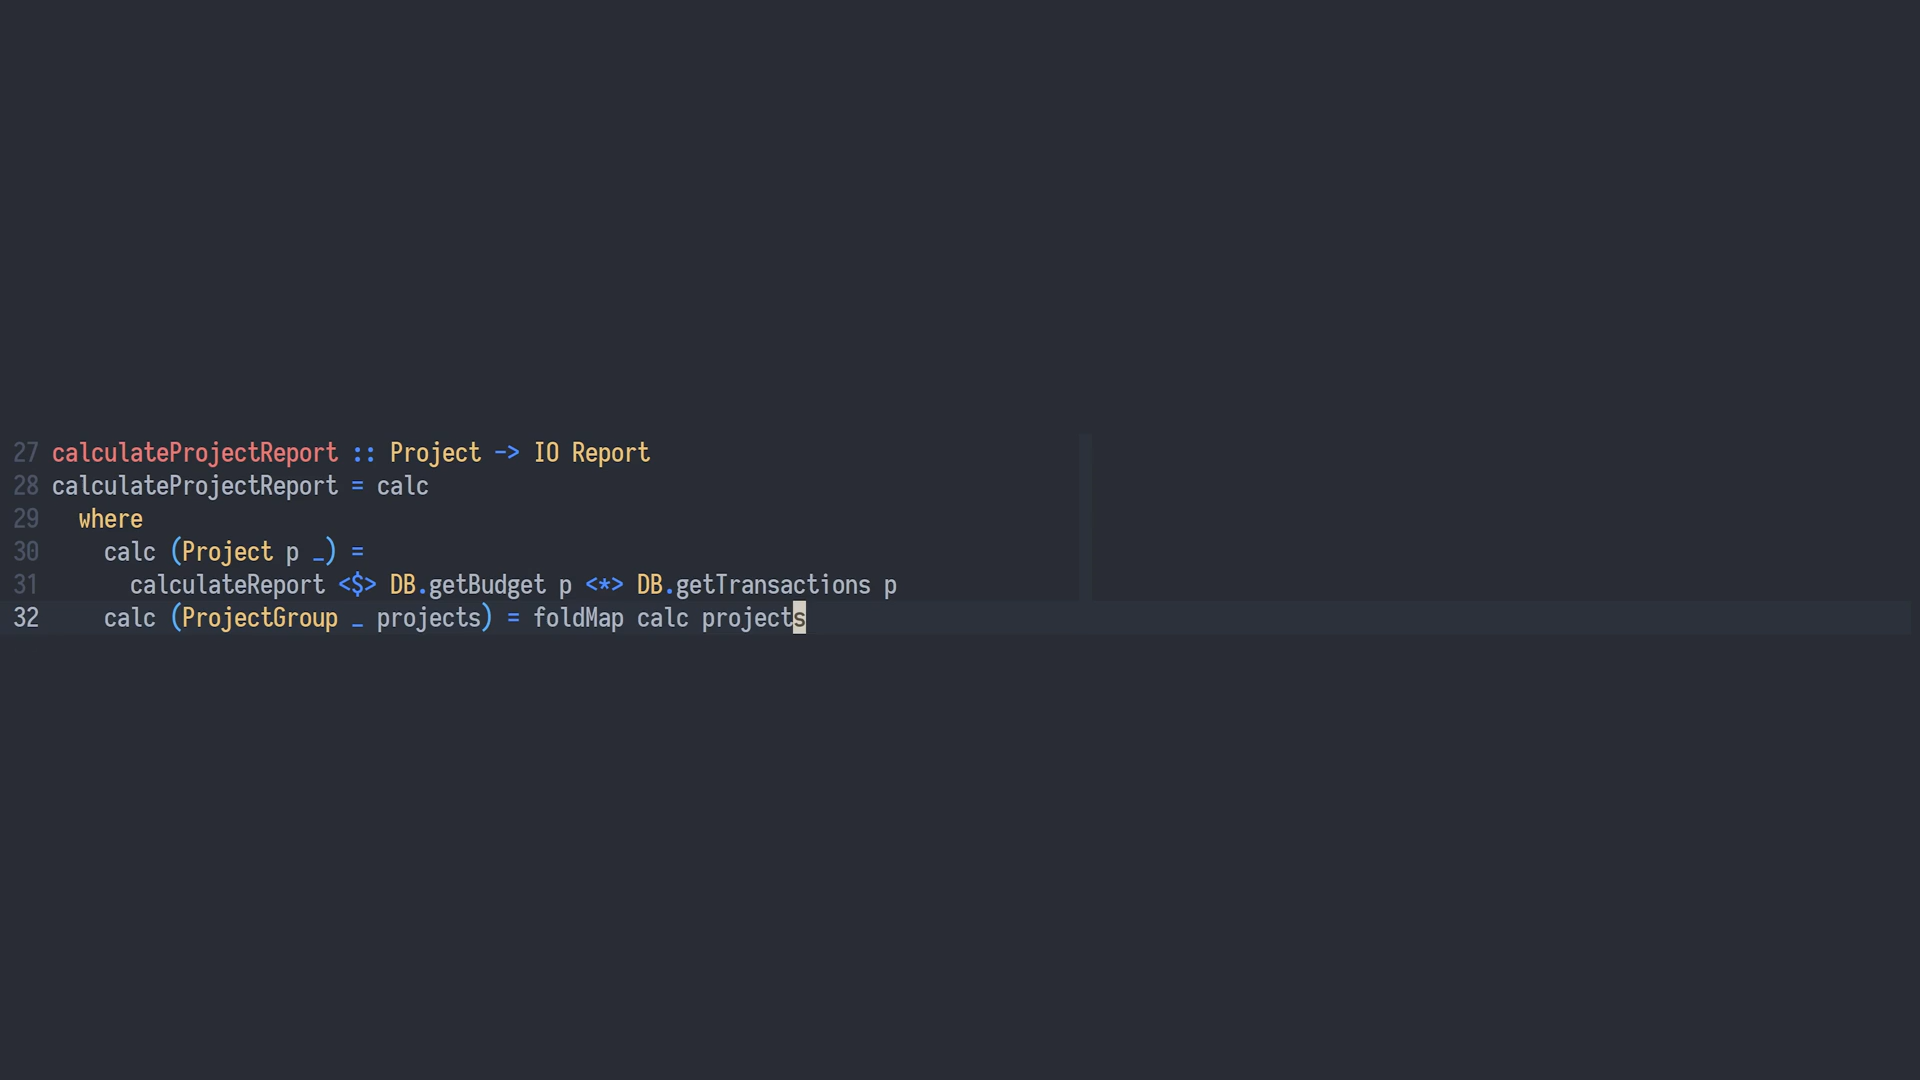 27 calculateProjectReport :: Project -> IO Report
28 calculateProjectReport = calc
29   where
30     calc (Project p _) =
31       calculateReport <$> DB.getBudget p <*> DB.getTransactions p
32     calc (ProjectGroup _ projects) = foldMap calc projects